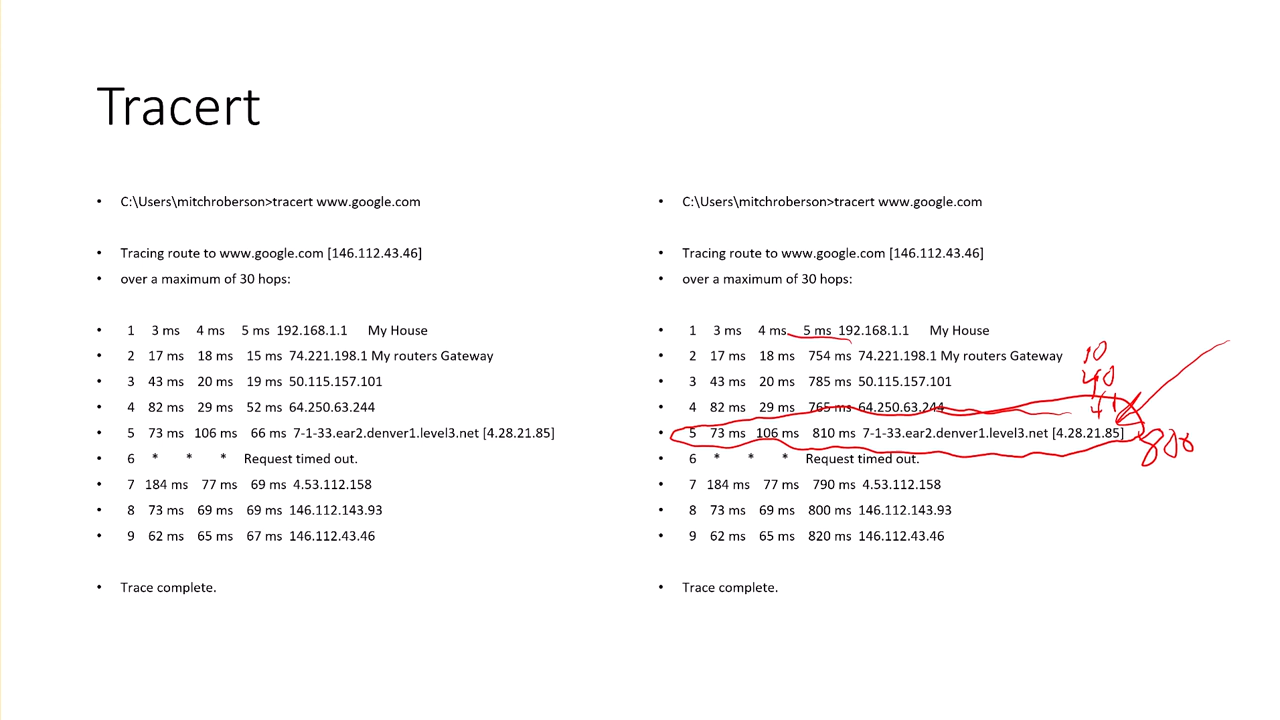 Tracert
• C:\Users\mitchroberson>tracert www.google.com
• Tracing route to www.google.com [146.112.43.46]
• over a maximum of 30 hops:
• 1 3 ms 4 ms 5 ms 192.168.1.1 My House
• 2 17 ms 18 ms 15 ms 74.221.198.1 My routers Gateway
• 3 43 ms 20 ms 19 ms 50.115.157.101
• 4 82 ms 29 ms 52 ms 64.250.63.244
• 5 73 ms 106 ms 66 ms 7-1-33.ear2.denver1.level3.net [4.28.21.85]
• 6 * * * Request timed out.
• 7 184 ms 77 ms 69 ms 4.53.112.158
• 8 73 ms 69 ms 69 ms 146.112.143.93
• 9 62 ms 65 ms 67 ms 146.112.43.46
• Trace complete.
• C:\Users\mitchroberson>tracert www.google.com
• Tracing route to www.google.com [146.112.43.46]
• over a maximum of 30 hops:
• 1 3 ms 4 ms 5 ms 192.168.1.1 My House
• 2 17 ms 18 ms 754 ms 74.221.198.1 My routers Gateway
• 3 43 ms 20 ms 785 ms 50.115.157.101
• 4 82 ms 29 ms 765 ms 64.250.63.244
• 5 73 ms 106 ms 810 ms 7-1-33.ear2.denver1.level3.net [4.28.21.85]
• 6 * * * Request timed out.
• 7 184 ms 77 ms 790 ms 4.53.112.158
• 8 73 ms 69 ms 800 ms 146.112.143.93
• 9 62 ms 65 ms 820 ms 146.112.43.46
• Trace complete.
10
40
800